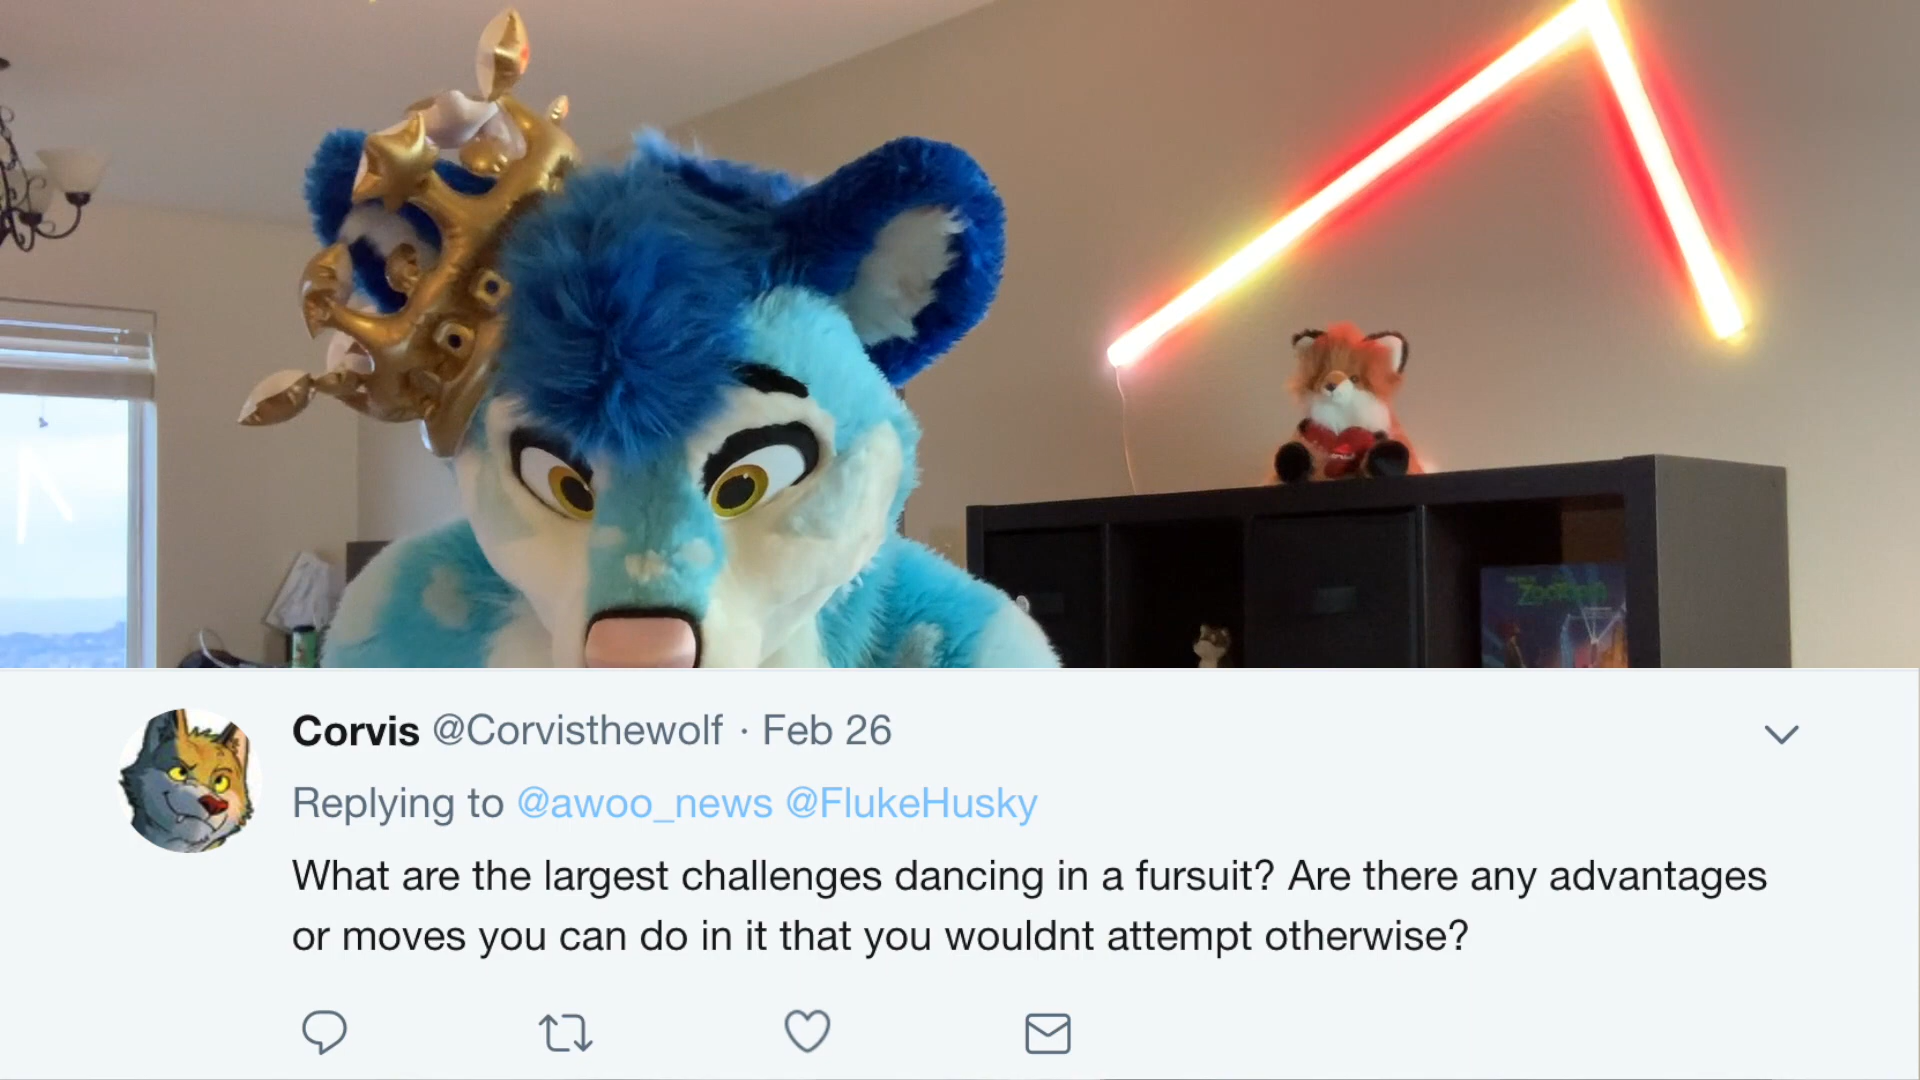 Zootopia
Corvis @Corvisthewolf · Feb 26
Replying to @awoo_news @FlukeHusky
What are the largest challenges dancing in a fursuit? Are there any advantages
or moves you can do in it that you wouldnt attempt otherwise?